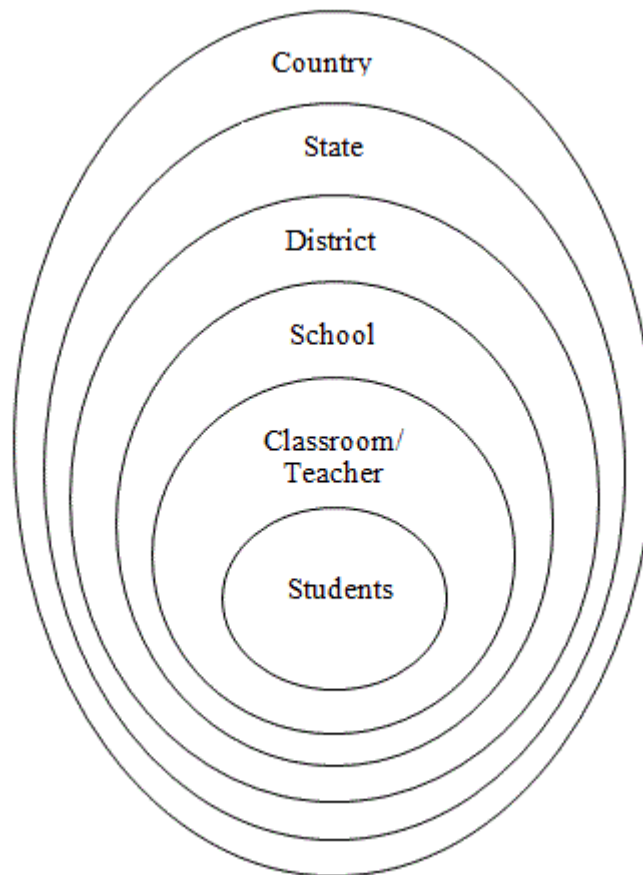 Country
State
District
School
Classroom/
Teacher
Students